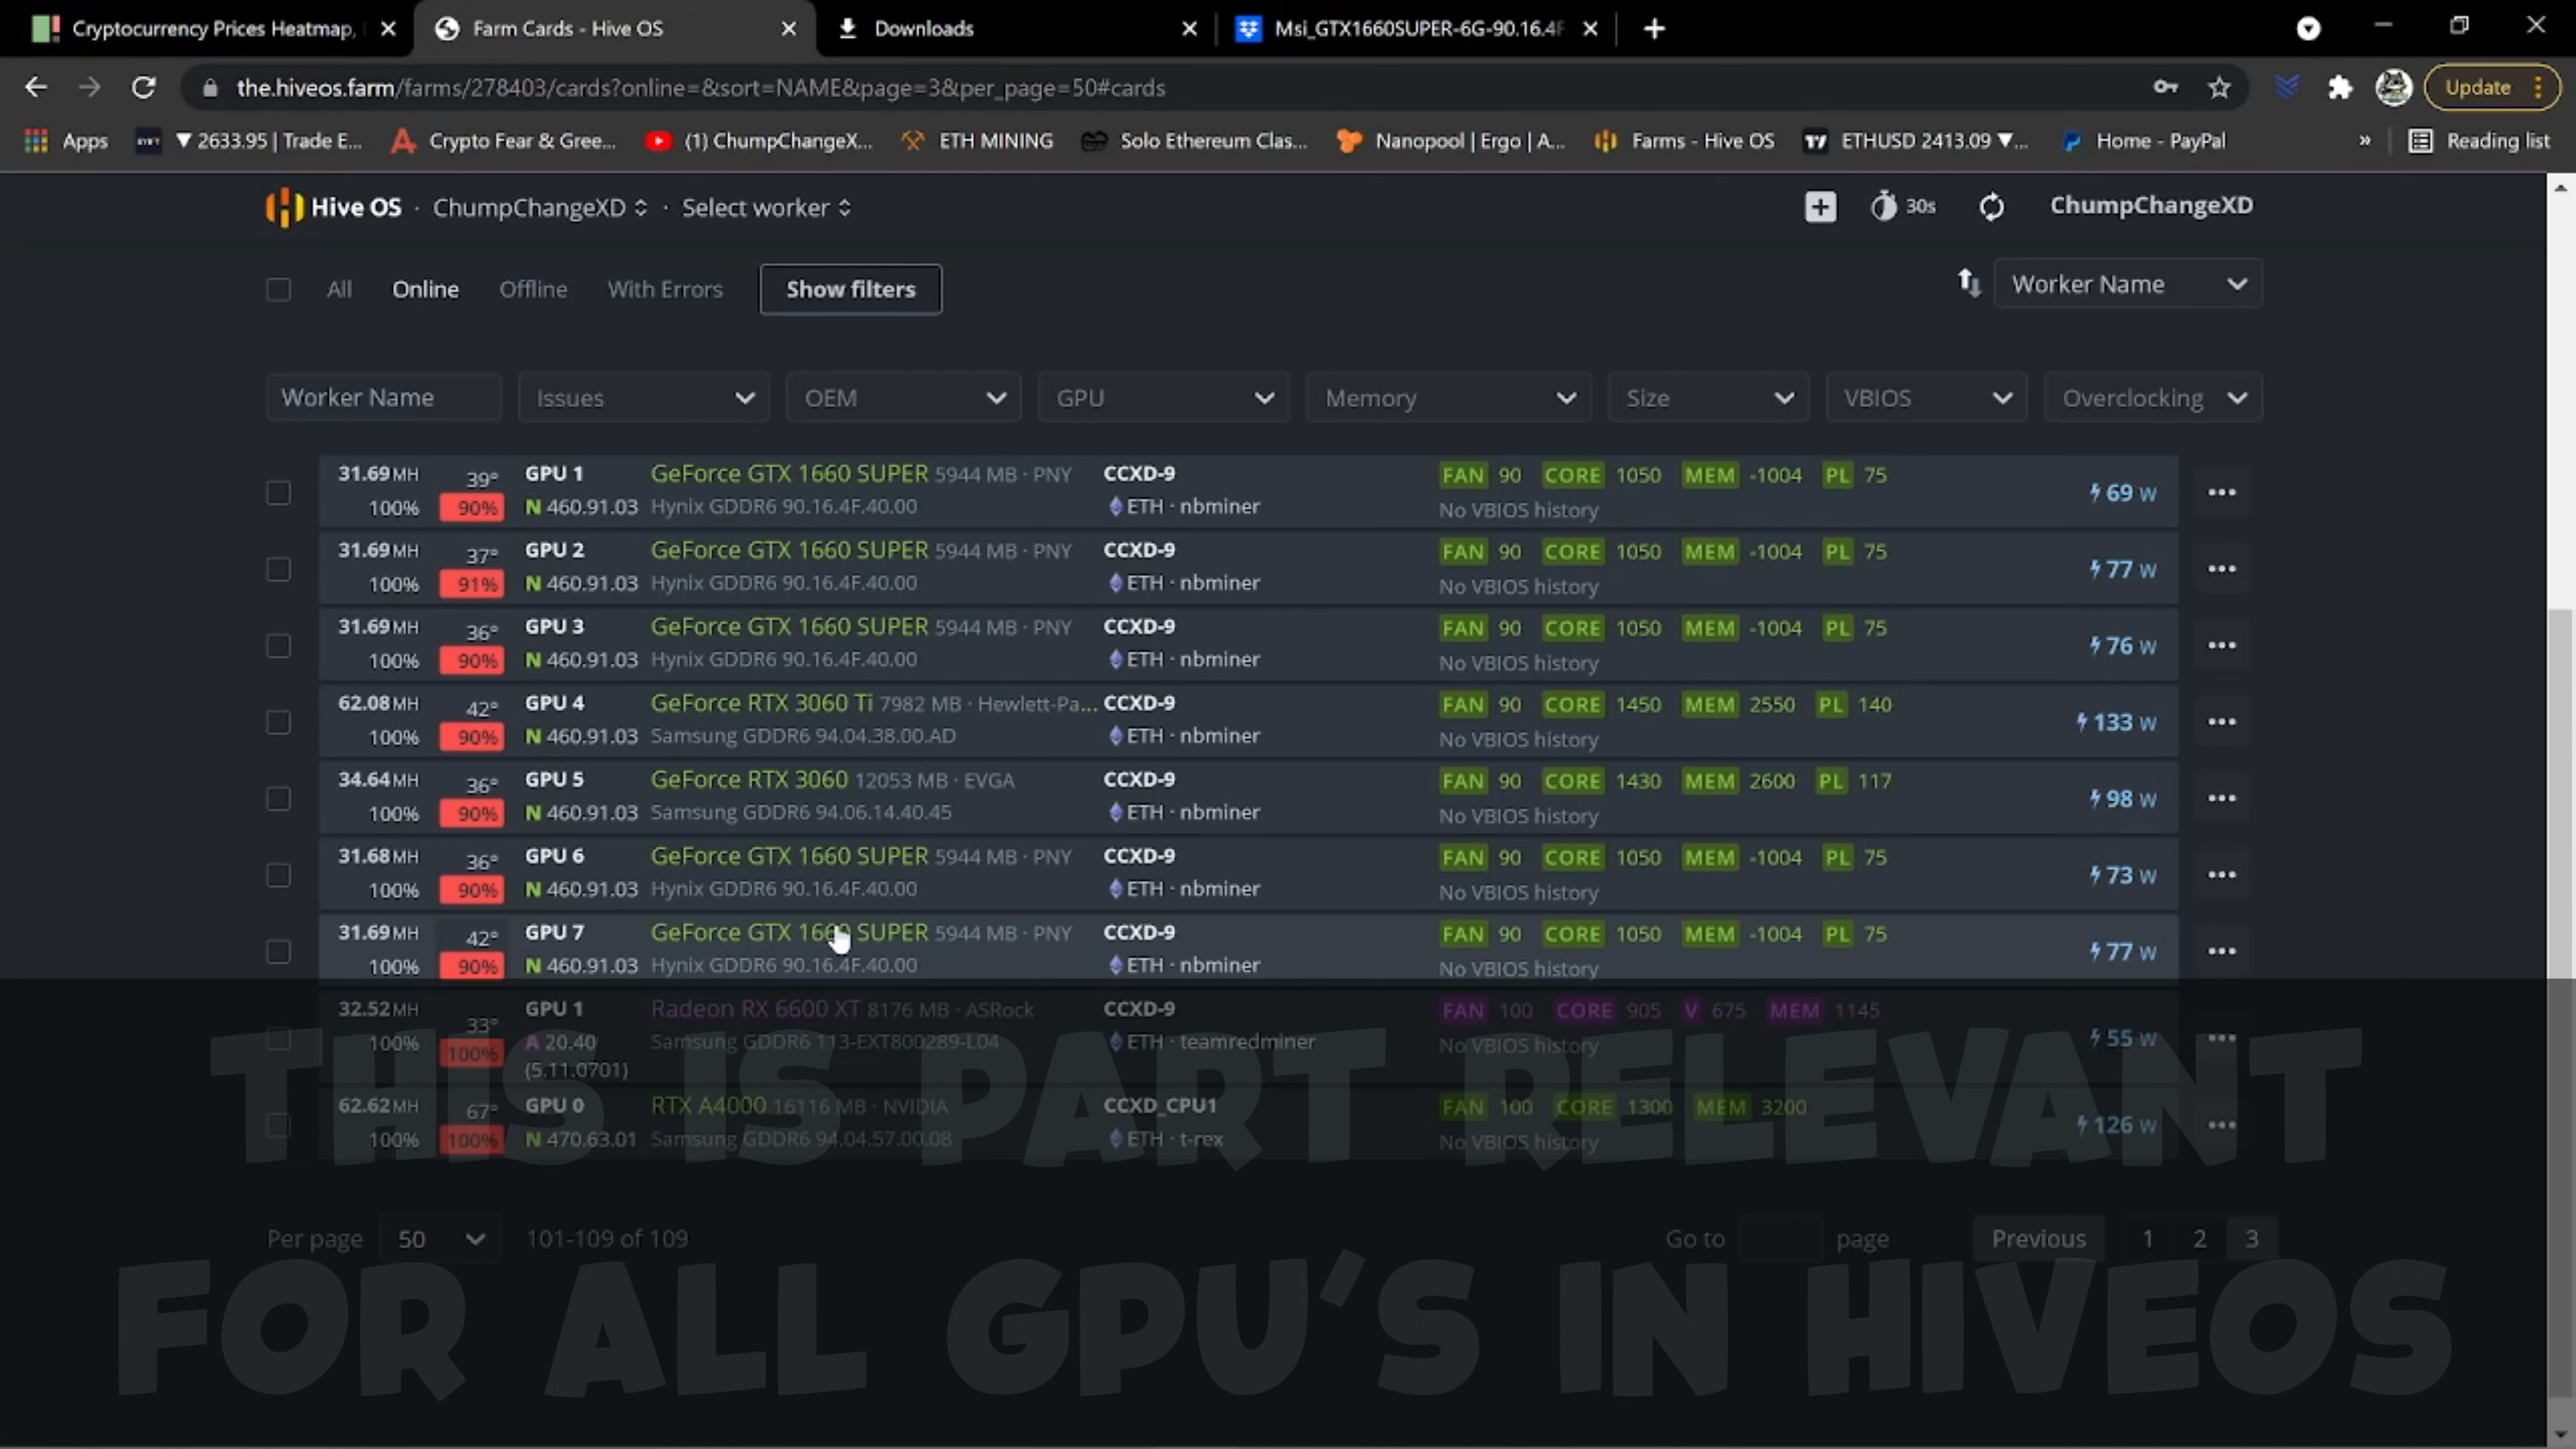 Cryptocurrency Prices Heatmap,
Farm Cards - Hive OS
Downloads
Msi_GTX1660SUPER-6G-90.16.4F
the.hiveos.farm/farms/278403/cards?online=&sort=NAME&page=3&per_page=50#cards
Update
Apps
▼ 2633.95 | Trade E...
Crypto Fear & Gree...
(1) ChumpChangeX...
ETH MINING
Solo Ethereum Clas...
Nanopool | Ergo | A...
Farms - Hive OS
ETHUSD 2413.09 ▼...
Home - PayPal
»
Reading list
Hive OS · ChumpChangeXD · Select worker
30s
ChumpChangeXD
All Online Offline With Errors Show filters
Worker Name
Worker Name Issues OEM GPU Memory Size VBIOS Overclocking
31.69 MH 39° GPU 1 GeForce GTX 1660 SUPER 5944 MB · PNY CCXD-9 FAN 90 CORE 1050 MEM -1004 PL 75 69 W
100% 90% N 460.91.03 Hynix GDDR6 90.16.4F.40.00 ETH · nbminer No VBIOS history
31.69 MH 37° GPU 2 GeForce GTX 1660 SUPER 5944 MB · PNY CCXD-9 FAN 90 CORE 1050 MEM -1004 PL 75 77 W
100% 91% N 460.91.03 Hynix GDDR6 90.16.4F.40.00 ETH · nbminer No VBIOS history
31.69 MH 36° GPU 3 GeForce GTX 1660 SUPER 5944 MB · PNY CCXD-9 FAN 90 CORE 1050 MEM -1004 PL 75 76 W
100% 90% N 460.91.03 Hynix GDDR6 90.16.4F.40.00 ETH · nbminer No VBIOS history
62.08 MH 42° GPU 4 GeForce RTX 3060 Ti 7982 MB · Hewlett-Pa... CCXD-9 FAN 90 CORE 1450 MEM 2550 PL 140 133 W
100% 90% N 460.91.03 Samsung GDDR6 94.04.38.00.AD ETH · nbminer No VBIOS history
34.64 MH 36° GPU 5 GeForce RTX 3060 12053 MB · EVGA CCXD-9 FAN 90 CORE 1430 MEM 2600 PL 117 98 W
100% 90% N 460.91.03 Samsung GDDR6 94.06.14.40.45 ETH · nbminer No VBIOS history
31.68 MH 36° GPU 6 GeForce GTX 1660 SUPER 5944 MB · PNY CCXD-9 FAN 90 CORE 1050 MEM -1004 PL 75 73 W
100% 90% N 460.91.03 Hynix GDDR6 90.16.4F.40.00 ETH · nbminer No VBIOS history
31.69 MH 42° GPU 7 GeForce GTX 1660 SUPER 5944 MB · PNY CCXD-9 FAN 90 CORE 1050 MEM -1004 PL 75 77 W
100% 90% N 460.91.03 Hynix GDDR6 90.16.4F.40.00 ETH · nbminer No VBIOS history
32.52 MH 33° GPU 1 Radeon RX 6600 XT 8176 MB · ASRock CCXD-9 FAN 100 CORE 905 V 675 MEM 1145 55 W
100% 100% A 20.40 Samsung GDDR6 113-EXT800289-L04 ETH · teamredminer No VBIOS history
(5.11.0701)
62.62 MH 67° GPU 0 RTX A4000 16116 MB · NVIDIA CCXD_CPU1 FAN 100 CORE 1300 MEM 3200 126 W
100% 100% N 470.63.01 Samsung GDDR6 94.04.57.00.08 ETH · t-rex No VBIOS history
THIS IS PART RELEVANT
Per page 50 101-109 of 109 Go to page Previous 1 2 3
FOR ALL GPU'S IN HIVEOS